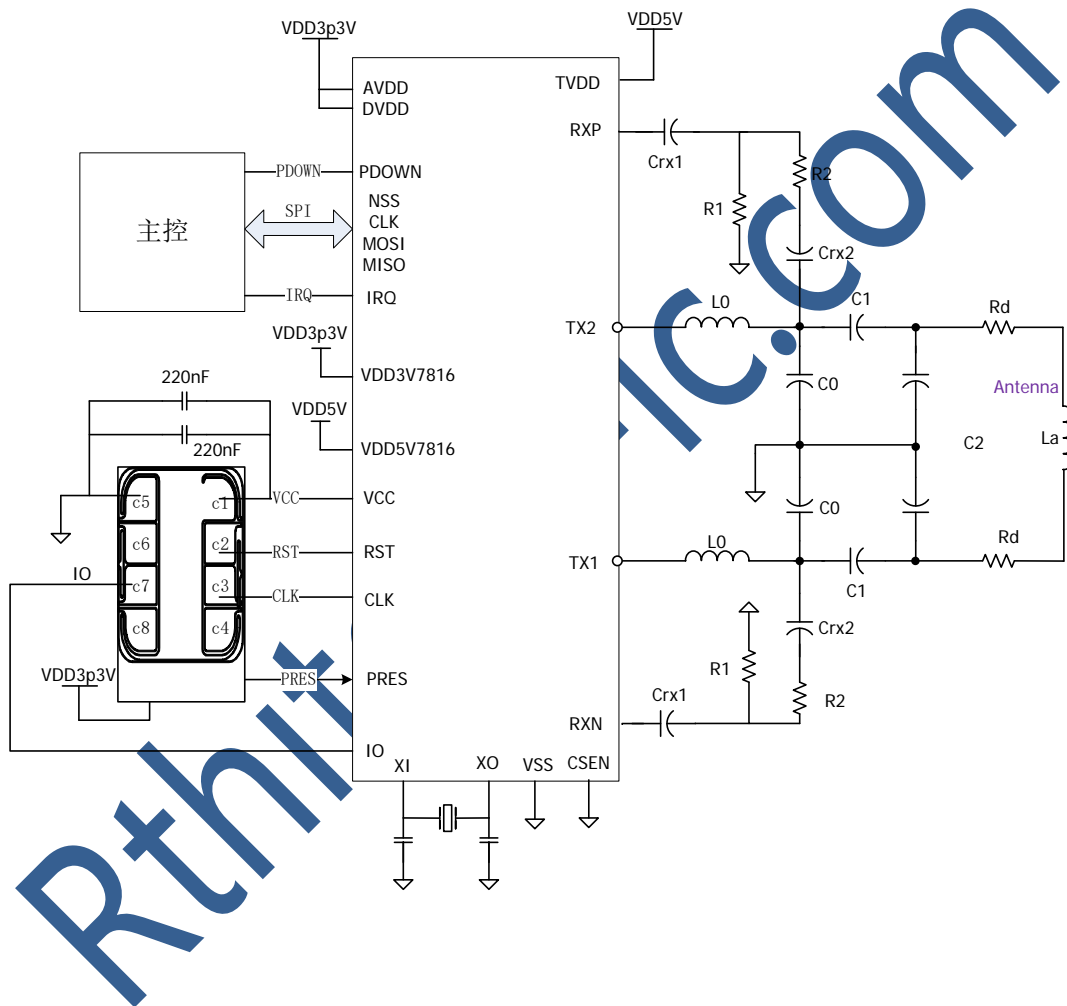 VDD3p3V
VDD5V
AVDD
DVDD
TVDD
RXP
Crx1
R2
R1
主控
PDOWN
PDOWN
NSS
SPI
CLK
MOSI
MISO
Crx2
IRQ
IRQ
L0
C1
Rd
TX2
VDD3p3V
VDD3V7816
C0
Antenna
220nF
VDD5V
220nF
VDD5V7816
C2
La
c5
c1
VCC
VCC
C0
c6
c2
RST
RST
L0
Rd
IO
TX1
c7
c3
CLK
CLK
C1
c8
c4
Crx2
VDD3p3V
PRES
PRES
R1
Crx1
R2
RXN
IO
XI
XO
VSS
CSEN